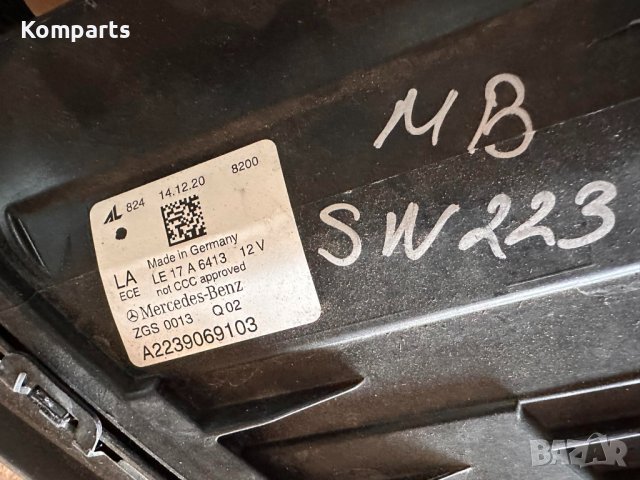 Komparts
AL 824 14.12.20 8200
Made in Germany
LA LE 17 A 6413 12 V
ECE not CCC approved
Mercedes-Benz
ZGS 0013 Q 02
A2239069103
MB
SW223
BAZAR